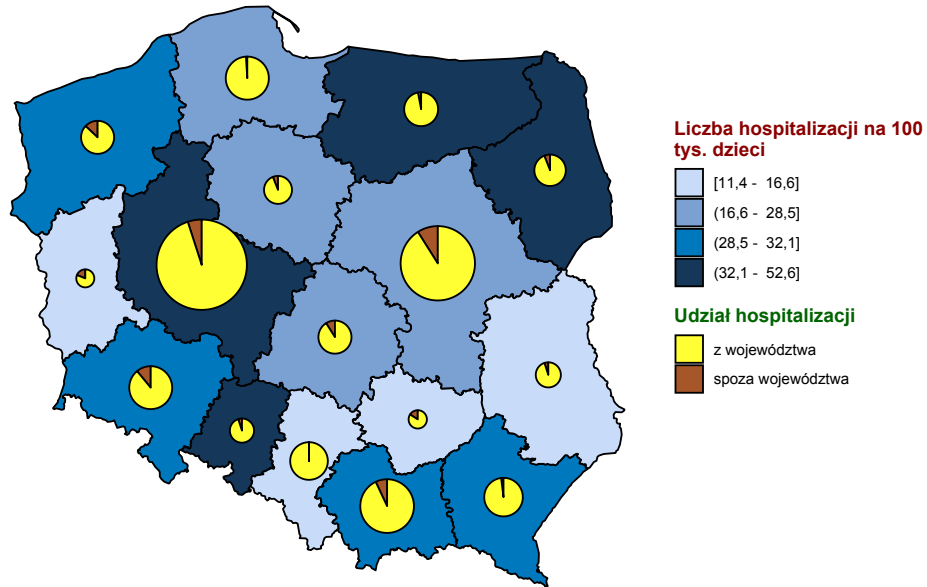 Liczba hospitalizacji na 100
tys. dzieci
[11,4 - 16,6]
(16,6 - 28,5]
(28,5 - 32,1]
(32,1 - 52,6]
Udział hospitalizacji
z województwa
spoza województwa